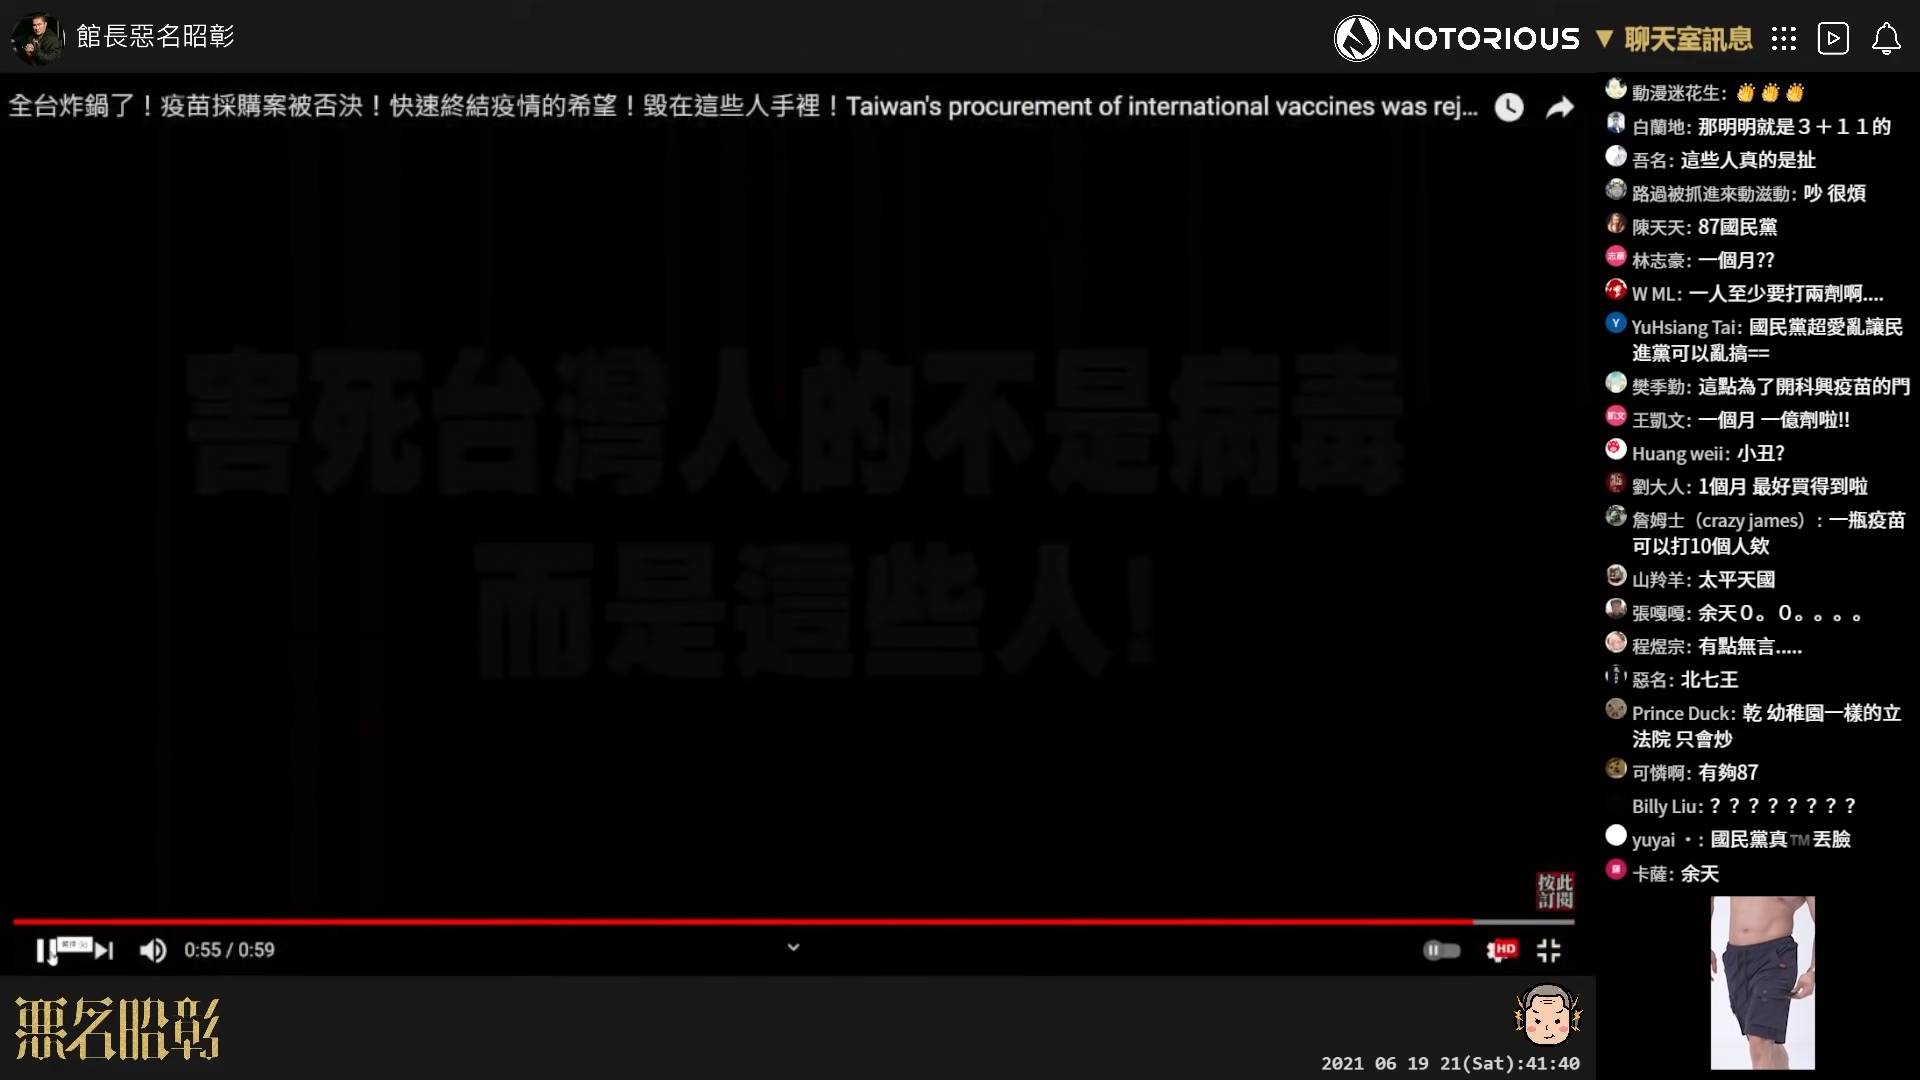 館長惡名昭彰
NOTORIOUS
▼ 聊天室訊息
全台炸鍋了！疫苗採購案被否決！快速終結疫情的希望！毀在這些人手裡！Taiwan's procurement of international vaccines was rej...
害死台灣人的不是病毒
而是這些人!
按此
訂閱
0:55 / 0:59
HD
惡名昭彰
2021 06 19 21(Sat):41:40
動漫迷花生: 👏👏👏
白蘭地: 那明明就是３＋１１的
吾名: 這些人真的是扯
路過被抓進來動滋動: 吵 很煩
陳天天: 87國民黨
林志豪: 一個月??
W ML: 一人至少要打兩劑啊....
YuHsiang Tai: 國民黨超愛亂讓民
進黨可以亂搞==
樊季勤: 這點為了開科興疫苗的門
王凱文: 一個月 一億劑啦!!
Huang weii: 小丑?
劉大人: 1個月 最好買得到啦
詹姆士（crazy james）: 一瓶疫苗
可以打10個人欸
山羚羊: 太平天國
張嘎嘎: 余天０。０。。。。
程煜宗: 有點無言.....
惡名: 北七王
Prince Duck: 乾 幼稚園一樣的立
法院 只會炒
可憐啊: 有夠87
Billy Liu: ？？？？？？？？
yuyai ・: 國民黨真™️丟臉
卡薩: 余天